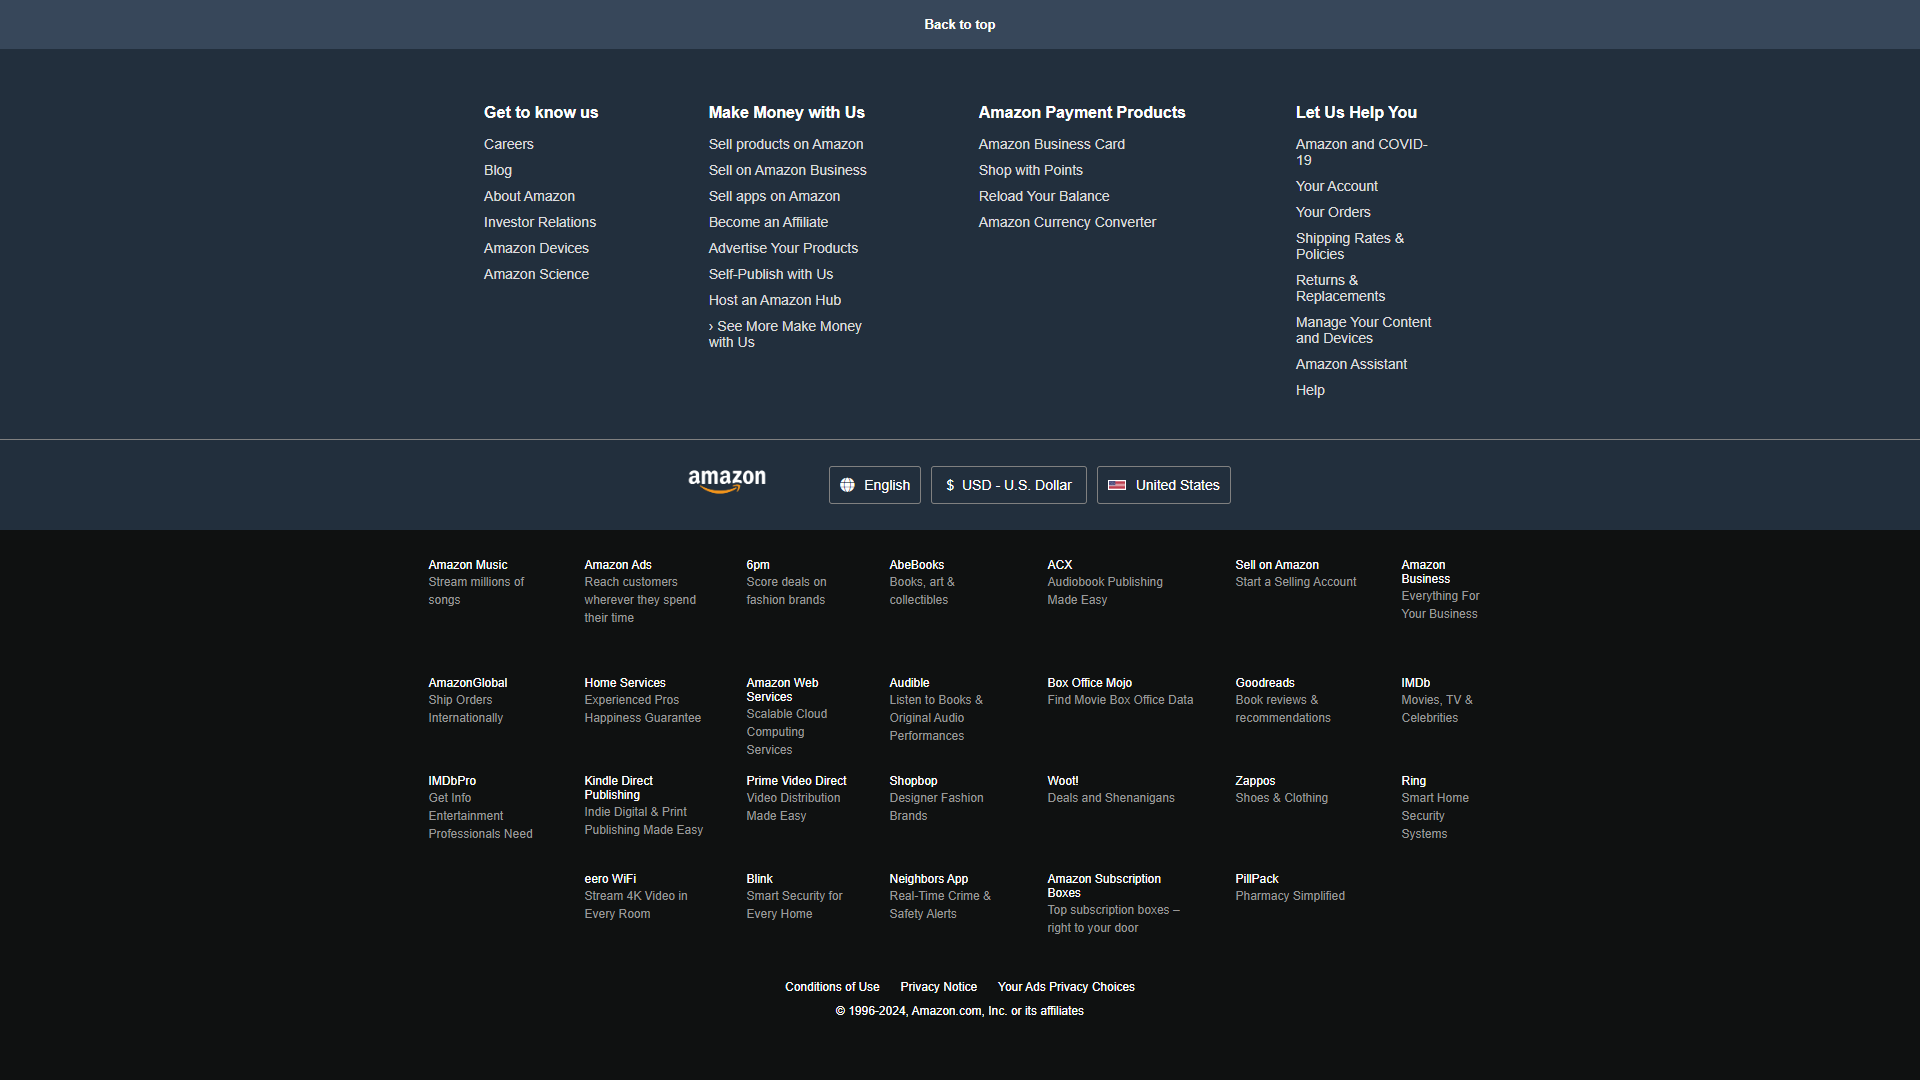 Back to top
Get to know us
Careers
Blog
About Amazon
Investor Relations
Amazon Devices
Amazon Science
Make Money with Us
Sell products on Amazon
Sell on Amazon Business
Sell apps on Amazon
Become an Affiliate
Advertise Your Products
Self-Publish with Us
Host an Amazon Hub
› See More Make Money
with Us
Amazon Payment Products
Amazon Business Card
Shop with Points
Reload Your Balance
Amazon Currency Converter
Let Us Help You
Amazon and COVID-
19
Your Account
Your Orders
Shipping Rates &
Policies
Returns &
Replacements
Manage Your Content
and Devices
Amazon Assistant
Help
amazon
English
$ USD - U.S. Dollar
United States
Amazon Music
Stream millions of
songs
Amazon Ads
Reach customers
wherever they spend
their time
6pm
Score deals on
fashion brands
AbeBooks
Books, art &
collectibles
ACX
Audiobook Publishing
Made Easy
Sell on Amazon
Start a Selling Account
Amazon
Business
Everything For
Your Business
AmazonGlobal
Ship Orders
Internationally
Home Services
Experienced Pros
Happiness Guarantee
Amazon Web
Services
Scalable Cloud
Computing
Services
Audible
Listen to Books &
Original Audio
Performances
Box Office Mojo
Find Movie Box Office Data
Goodreads
Book reviews &
recommendations
IMDb
Movies, TV &
Celebrities
IMDbPro
Get Info
Entertainment
Professionals Need
Kindle Direct
Publishing
Indie Digital & Print
Publishing Made Easy
Prime Video Direct
Video Distribution
Made Easy
Shopbop
Designer Fashion
Brands
Woot!
Deals and Shenanigans
Zappos
Shoes & Clothing
Ring
Smart Home
Security
Systems
eero WiFi
Stream 4K Video in
Every Room
Blink
Smart Security for
Every Home
Neighbors App
Real-Time Crime &
Safety Alerts
Amazon Subscription
Boxes
Top subscription boxes –
right to your door
PillPack
Pharmacy Simplified
Conditions of Use
Privacy Notice
Your Ads Privacy Choices
© 1996-2024, Amazon.com, Inc. or its affiliates